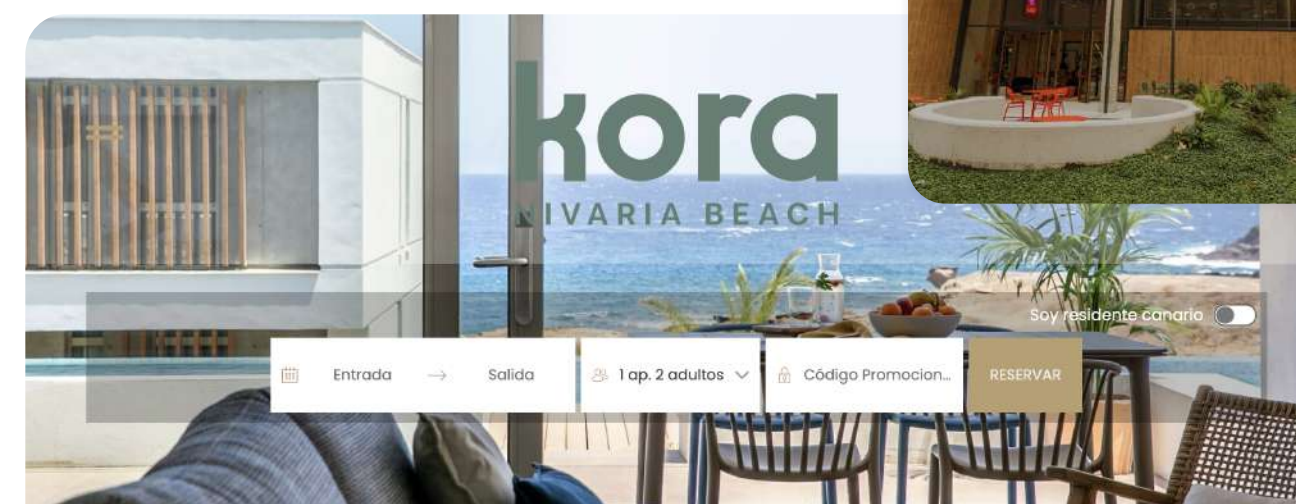 kora
NIVARIA BEACH
Soy residente canario
Entrada → Salida
1 ap. 2 adultos
Código Promocion...
RESERVAR